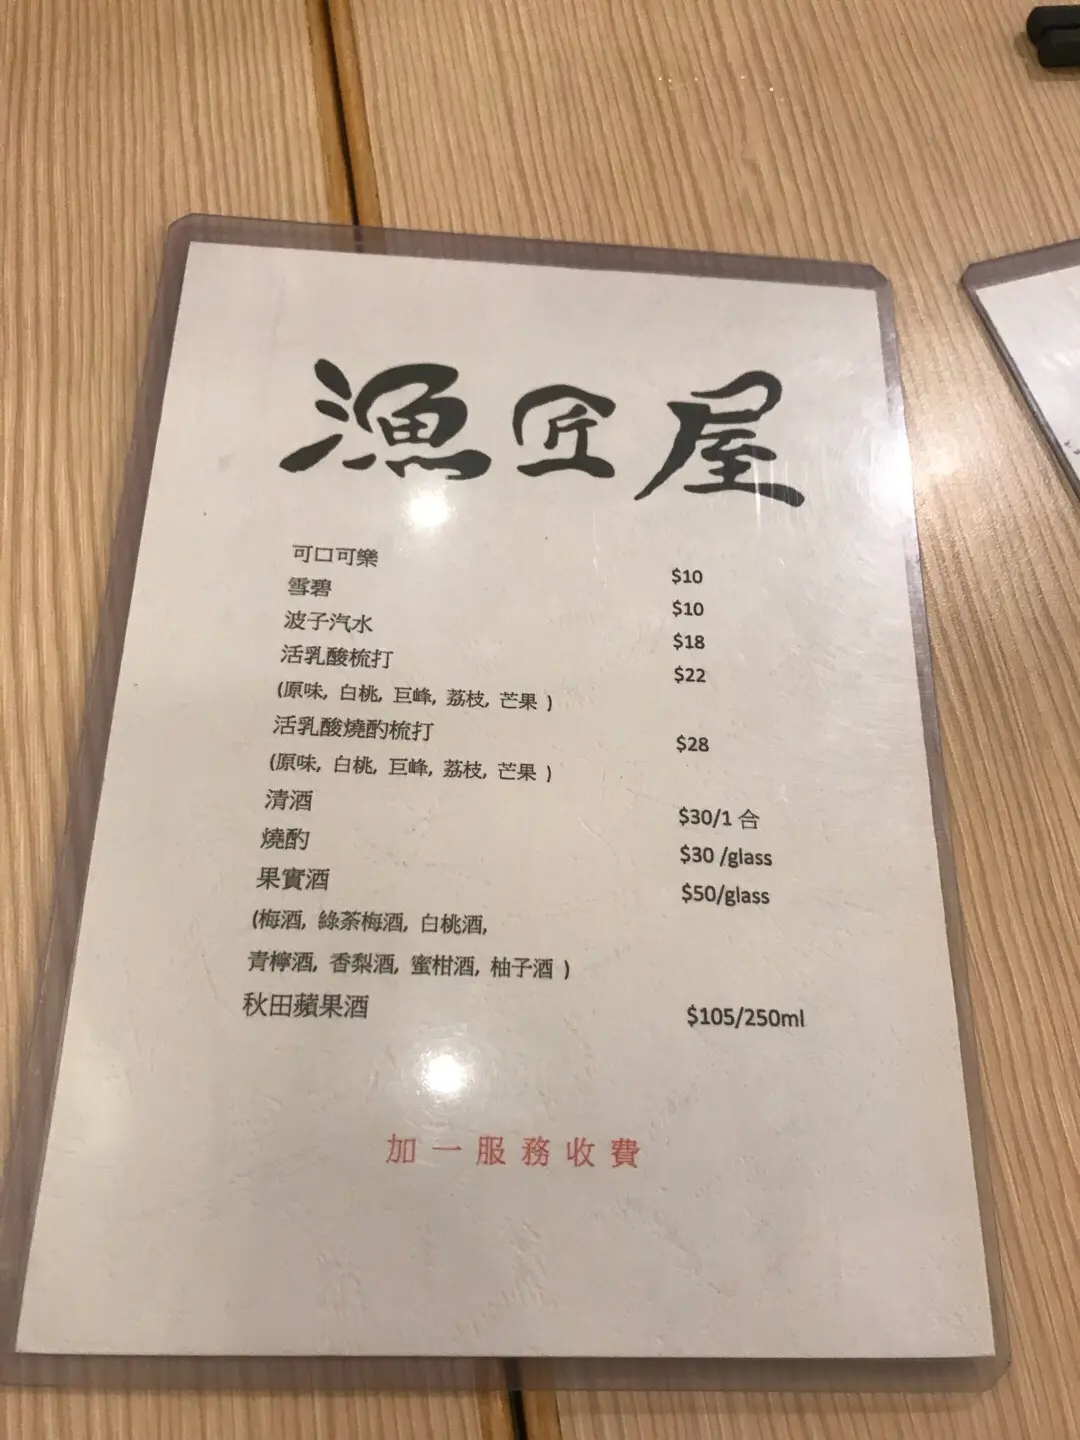 漁匠屋
可口可樂 $10
雪碧 $10
波子汽水 $18
活乳酸梳打 $22
(原味, 白桃, 巨峰, 荔枝, 芒果 )
活乳酸燒酌梳打 $28
(原味, 白桃, 巨峰, 荔枝, 芒果 )
清酒 $30/1 合
燒酌 $30 /glass
果實酒 $50/glass
(梅酒, 綠茶梅酒, 白桃酒,
青檸酒, 香梨酒, 蜜柑酒, 柚子酒 )
秋田蘋果酒 $105/250ml
加一服務收費